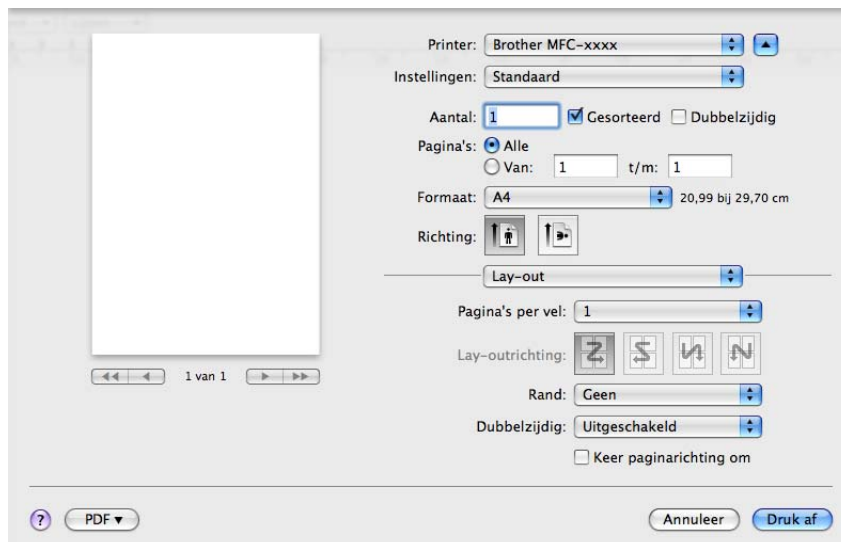 Printer: Brother MFC-xxxx
Instellingen: Standaard
Aantal: 1 Gesorteerd Dubbelzijdig
Pagina's: Alle
Van: 1 t/m: 1
Formaat: A4 20,99 bij 29,70 cm
Richting:
Lay-out
Pagina's per vel: 1
Lay-outrichting:
Rand: Geen
Dubbelzijdig: Uitgeschakeld
Keer paginarichting om
1 van 1
? PDF Annuleer Druk af